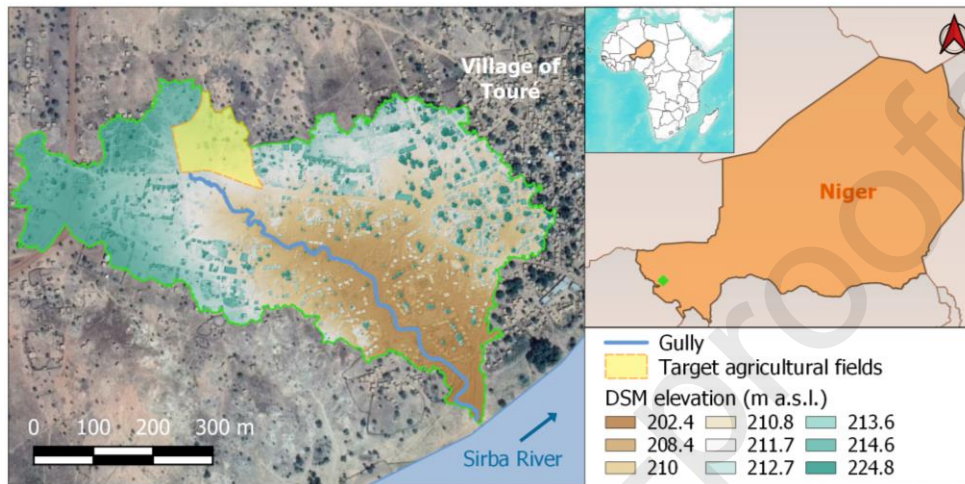 Village of
Touré
0 100 200 300 m
Sirba River
Niger
Gully
Target agricultural fields
DSM elevation (m a.s.l.)
202.4 210.8 213.6
208.4 211.7 214.6
210 212.7 224.8